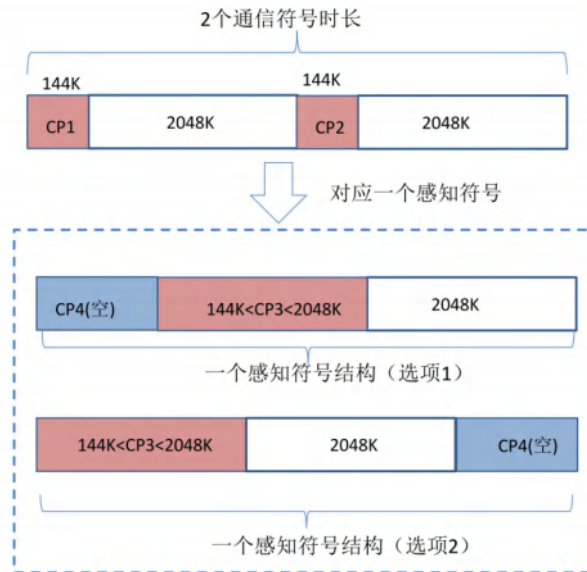 2个通信符号时长
144K 144K
CP1 2048K CP2 2048K
对应一个感知符号
CP4(空) 144K<CP3<2048K 2048K
一个感知符号结构（选项1）
144K<CP3<2048K 2048K CP4(空)
一个感知符号结构（选项2）